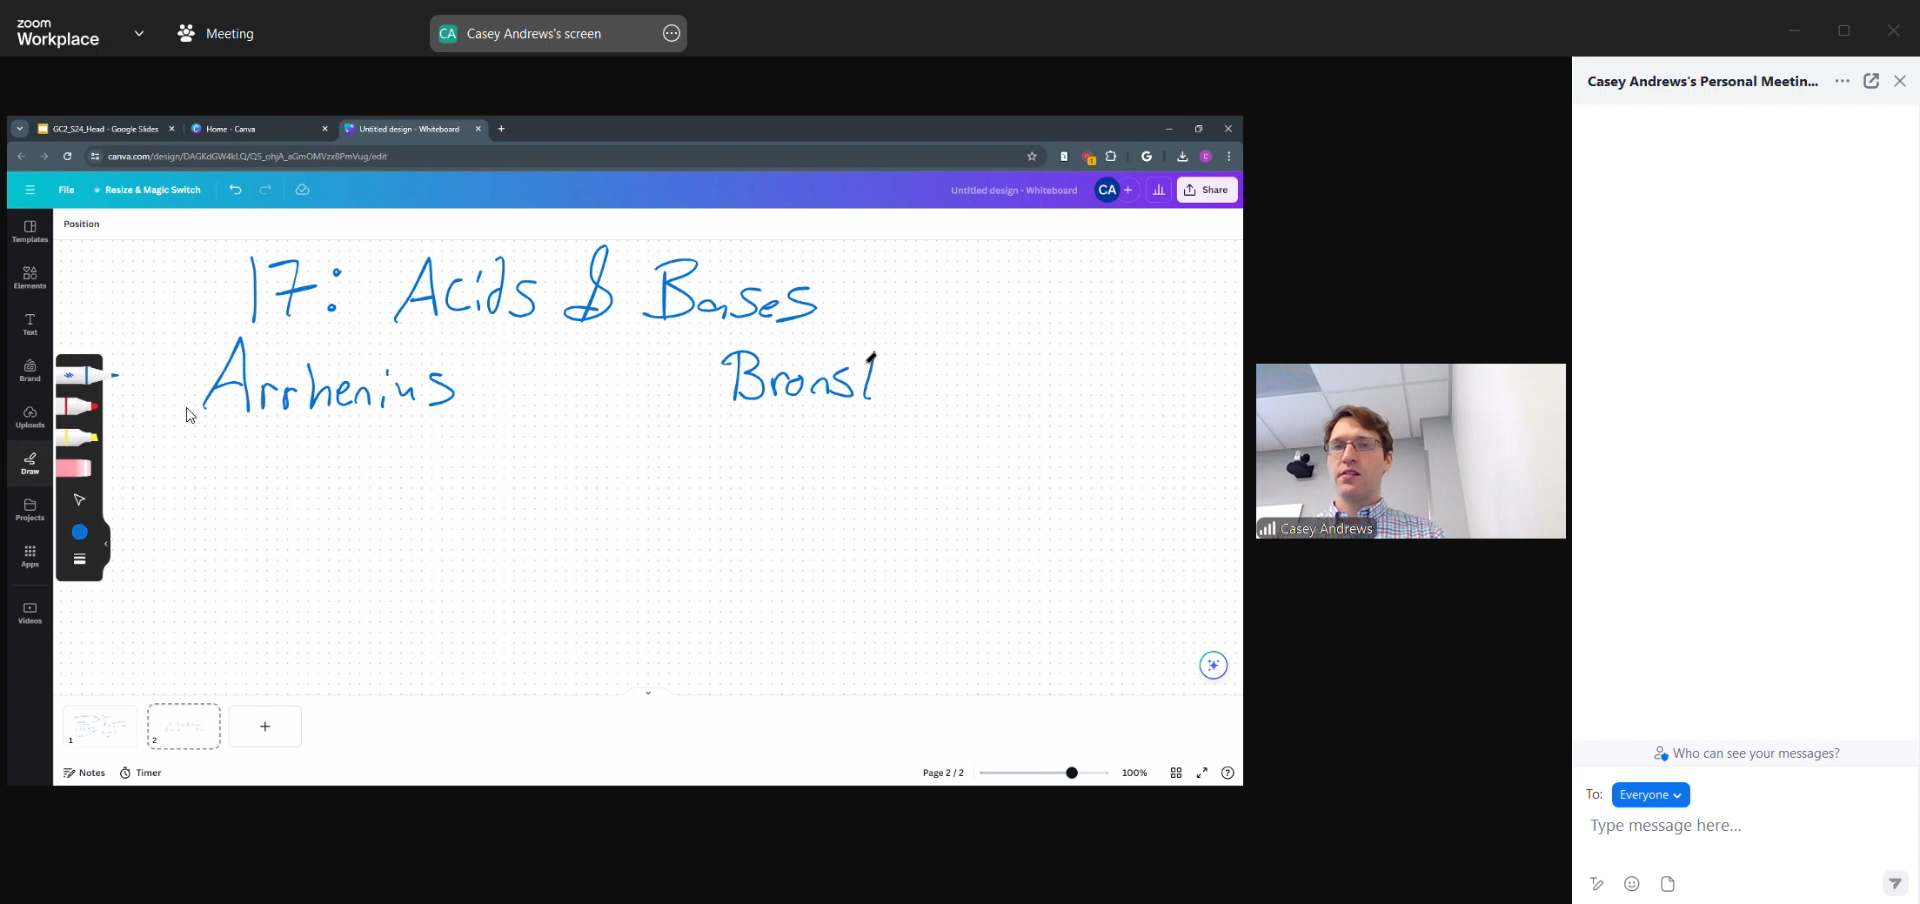 zoom
Workplace
Meeting
CA Casey Andrews's screen
Casey Andrews's Personal Meetin...
GC2_S24_Head - Google Slides
Home - Canva
Untitled design - Whiteboard
canva.com/design/DAGKdGW4kLQ/QS_ohjA_aGmOMVzx8PmVug/edit
File
Resize & Magic Switch
Untitled design - Whiteboard
CA
Share
Position
Templates
Elements
Text
Brand
Uploads
Draw
Projects
Apps
Videos
17: Acids & Bases
Arrhenius
Bronsl
Casey Andrews
1
2
Notes
Timer
Page 2 / 2
100%
Who can see your messages?
To: Everyone
Type message here...